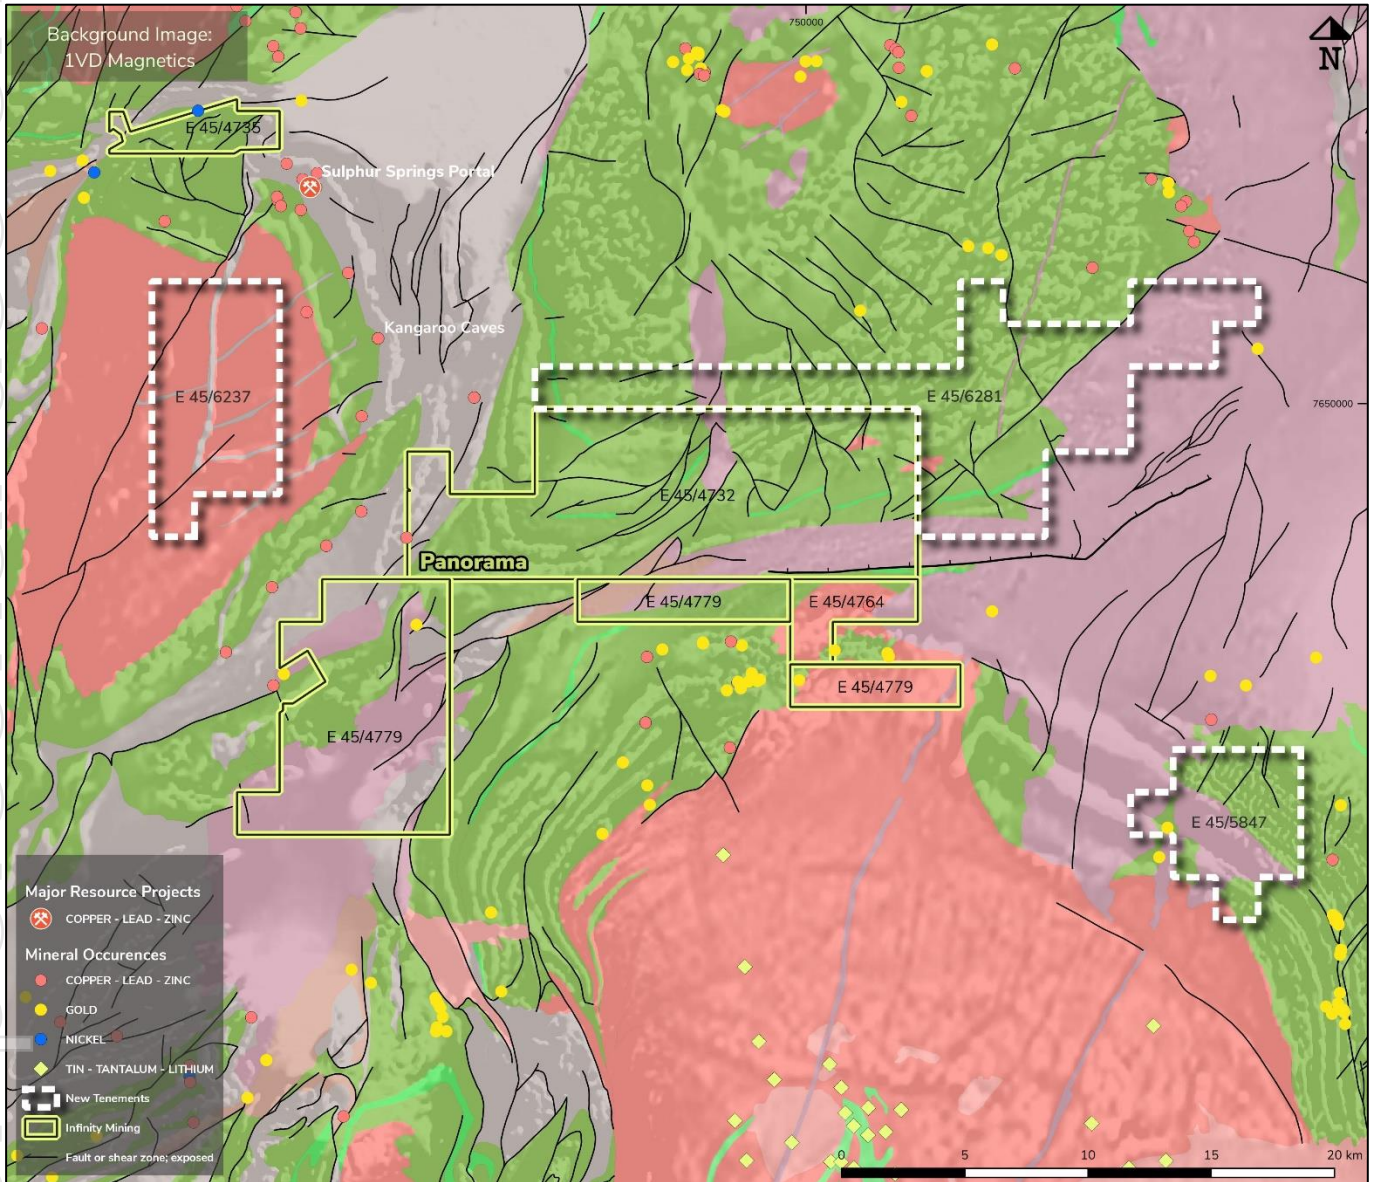 Background Image:
1VD Magnetics
750000
N
E 45/4735
Sulphur Springs Portal
Kangaroo Caves
E 45/6237
E 45/6281
7650000
E 45/4732
Panorama
E 45/4779
E 45/4764
E 45/4779
E 45/4779
E 45/5847
Major Resource Projects
COPPER - LEAD - ZINC
Mineral Occurences
COPPER - LEAD - ZINC
GOLD
NICKEL
TIN - TANTALUM - LITHIUM
New Tenements
Infinity Mining
Fault or shear zone; exposed
0 5 10 15 20 km